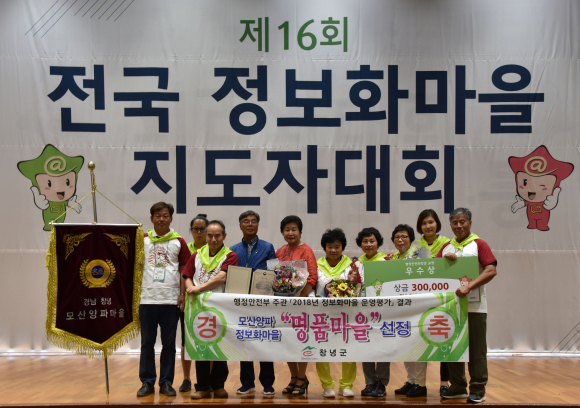 제16회
전국 정보화마을
지도자대회
경남 창녕
모산양파마을
우수상
상금 300,000
행정안전부 주관 「2018년 정보화마을 운영평가」 결과
경
모산양파
정보화마을
"명품마을"
선정
축
창녕군